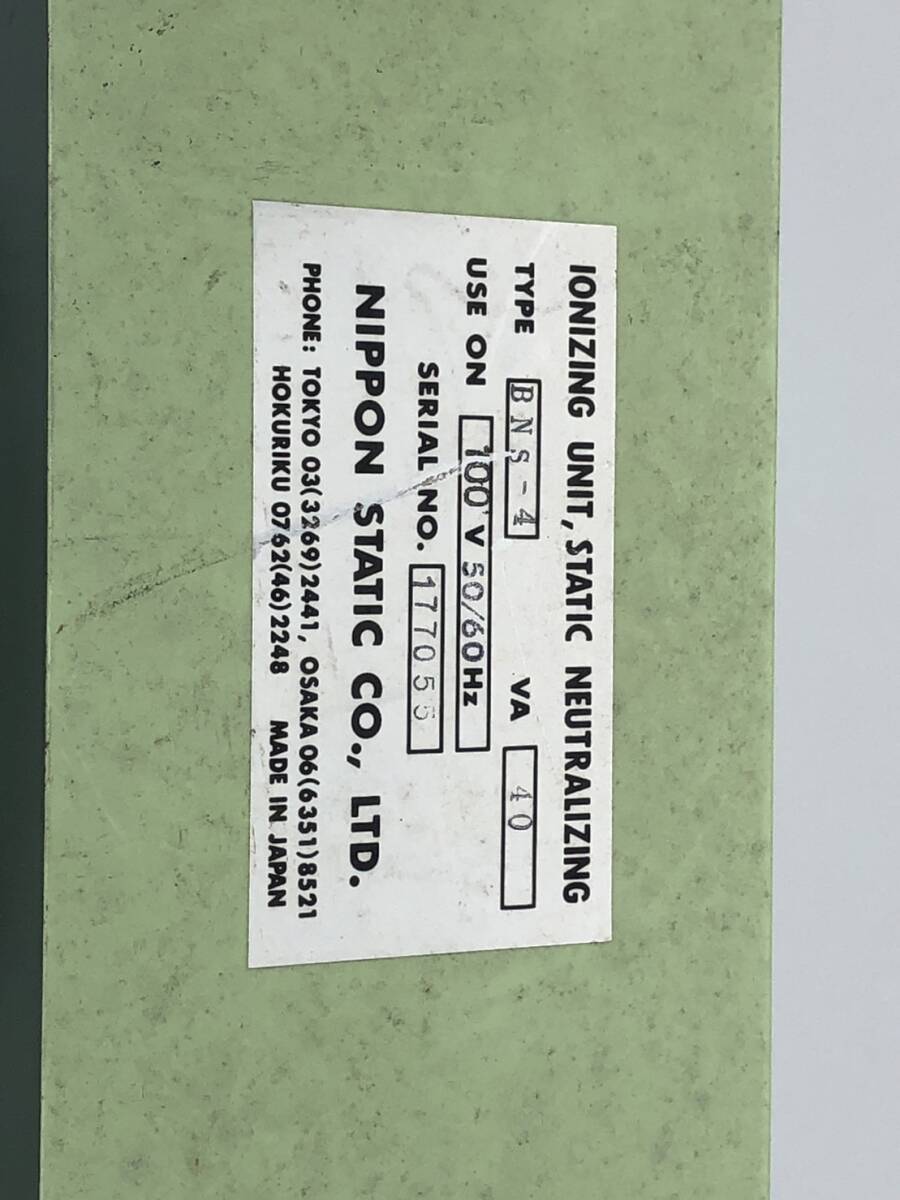 IONIZING UNIT, STATIC NEUTRALIZING
TYPE BNS-4 VA 40
USE ON 100 V 50/60Hz
SERIAL NO. 177055
NIPPON STATIC CO., LTD.
PHONE: TOKYO 03(3269)2441, OSAKA 06(6351)8521
HOKURIKU 0762(46)2248 MADE IN JAPAN